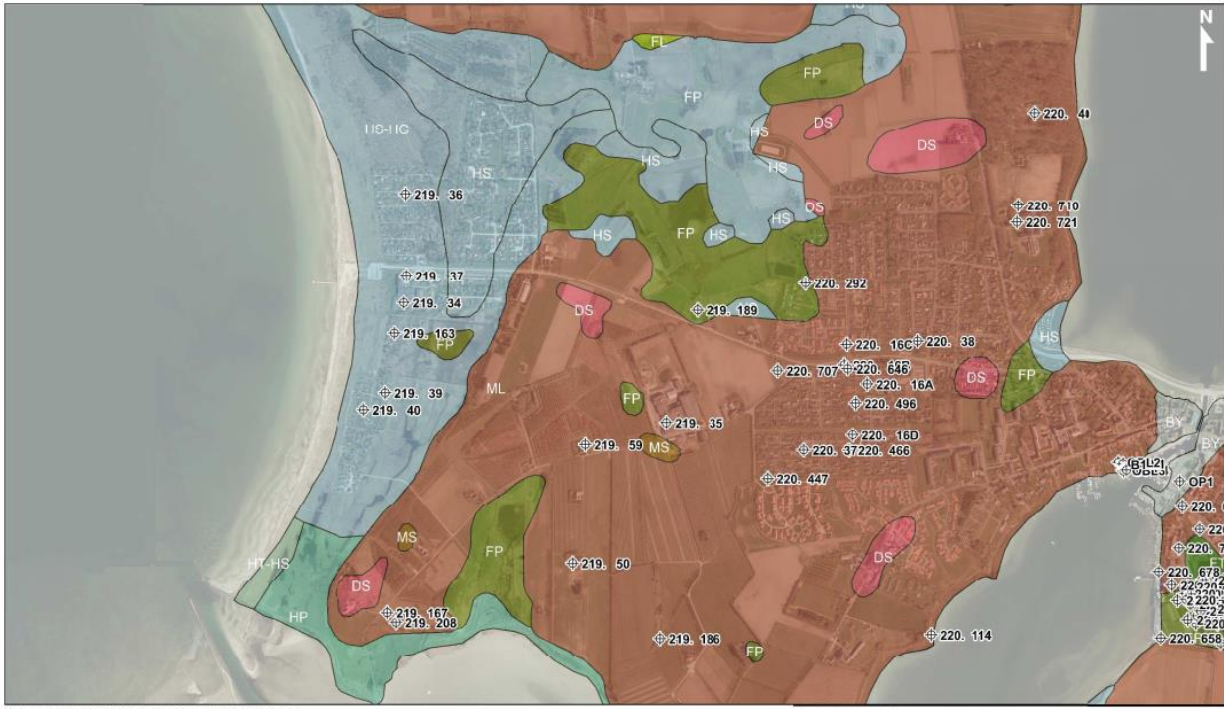 HS
N
FL
FP
FP
DS
DS
220. 40
HS
HS
HS
HS
219. 36
DS
220. 710
HS
220. 721
FP
HS
HS
219. 37
220. 292
219. 34
DS
219. 189
219. 163
FP
220. 16C
220. 38
HS
220. 646
220. 707
DS
FP
220. 16A
ML
219. 39
FP
219. 40
220. 496
219. 35
BY
220. 16D
219. 59
MS
220. 466
BY
220. 447
OP1
MS
FP
DS
HT-HS
219. 50
220. 678
DS
HP
219. 167
219. 208
219. 186
220. 114
220. 658
FP